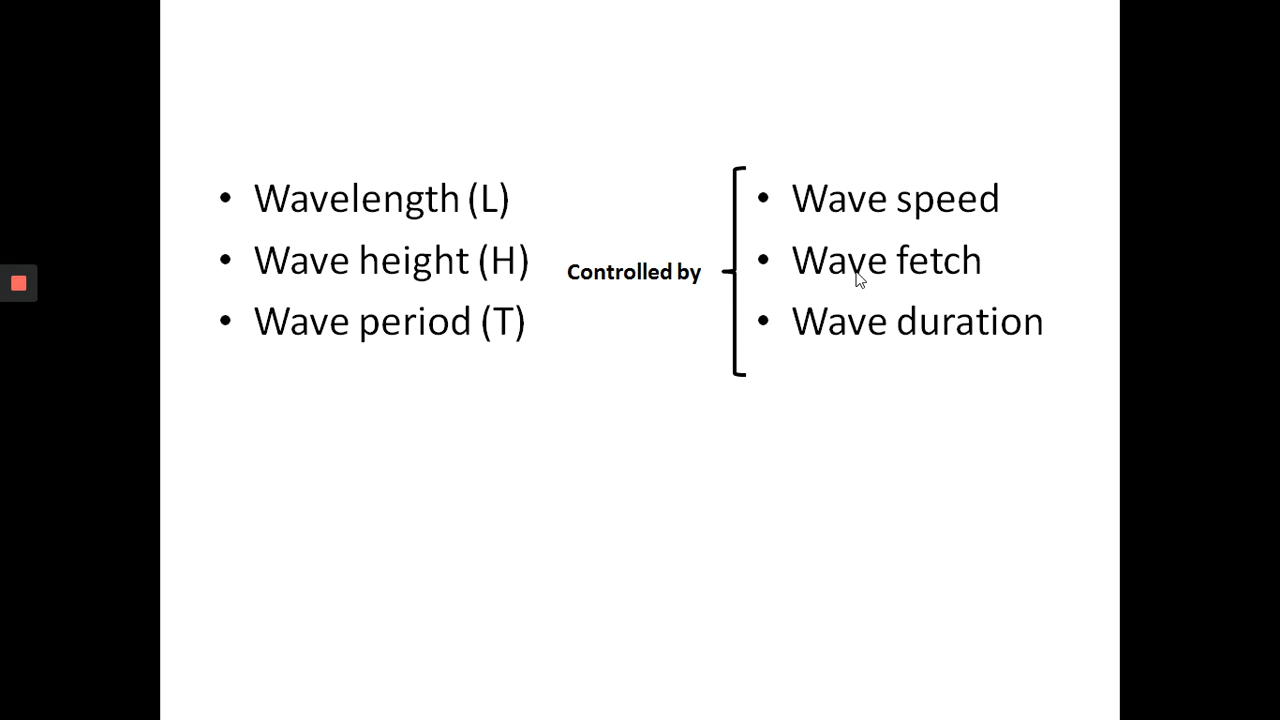 • Wavelength (L)
• Wave height (H)
• Wave period (T)
Controlled by
• Wave speed
• Wave fetch
• Wave duration